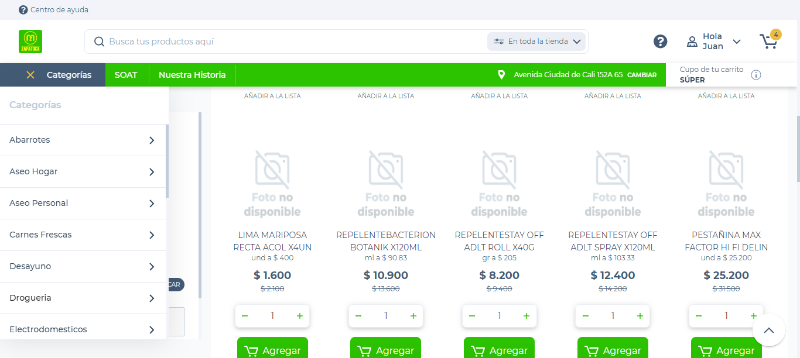 Centro de ayuda
Busca tus productos aquí
En toda la tienda
Hola
Juan
4
Categorías
SOAT
Nuestra Historia
Avenida Ciudad de Cali 152A 65 CAMBIAR
Cupo de tu carrito
SÚPER
Categorías
Abarrotes
Aseo Hogar
Aseo Personal
Carnes Frescas
Desayuno
Drogueria
Electrodomesticos
CAR
AÑADIR A LA LISTA
AÑADIR A LA LISTA
AÑADIR A LA LISTA
AÑADIR A LA LISTA
AÑADIR A LA LISTA
Foto no
disponible
LIMA MARIPOSA
RECTA ACOL X4UN
und a $ 400
$ 1.600
$ 2.100
− 1 +
Agregar
Foto no
disponible
REPELENTEBACTERION
BOTANIK X120ML
ml a $ 90.83
$ 10.900
$ 13.600
− 1 +
Agregar
Foto no
disponible
REPELENTESTAY OFF
ADLT ROLL X40G
gr a $ 205
$ 8.200
$ 9.400
− 1 +
Agregar
Foto no
disponible
REPELENTESTAY OFF
ADLT SPRAY X120ML
ml a $ 103.33
$ 12.400
$ 14.200
− 1 +
Agregar
Foto no
disponible
PESTAÑINA MAX
FACTOR HI FI DELIN
und a $ 25.200
$ 25.200
$ 31.500
− 1 +
Agregar